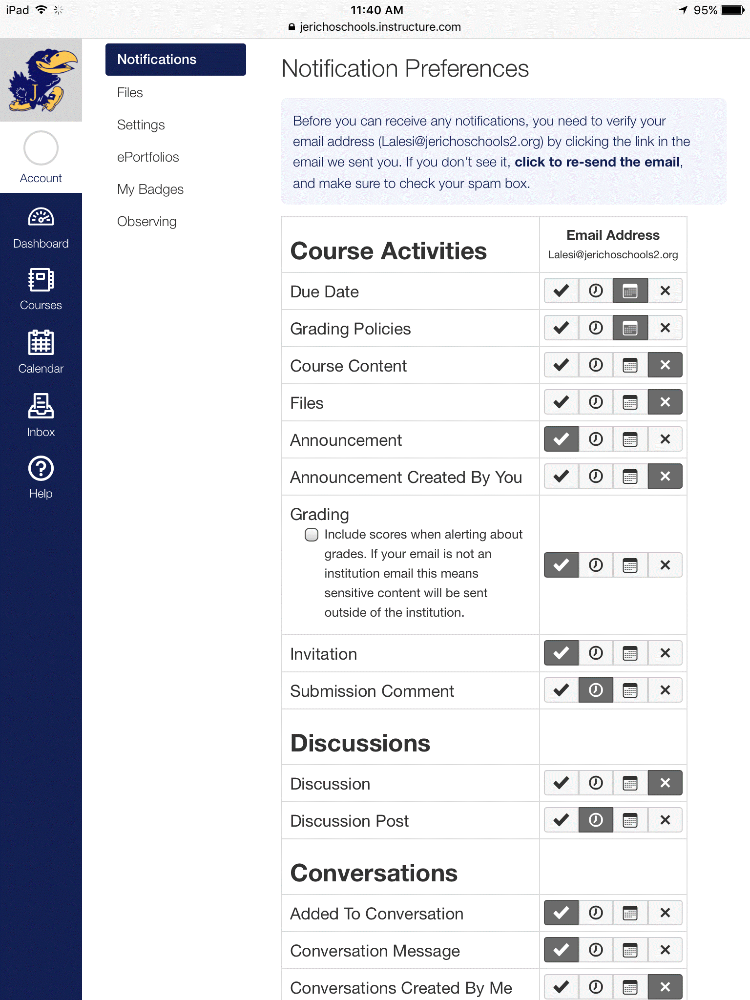 iPad 11:40 AM 95%
jerichoschools.instructure.com
J N
Account
Dashboard
Courses
Calendar
Inbox
Help
Notifications
Files
Settings
ePortfolios
My Badges
Observing
Notification Preferences
Before you can receive any notifications, you need to verify your
email address (Lalesi@jerichoschools2.org) by clicking the link in the
email we sent you. If you don't see it, click to re-send the email,
and make sure to check your spam box.
Course Activities
Email Address
Lalesi@jerichoschools2.org
Due Date
Grading Policies
Course Content
Files
Announcement
Announcement Created By You
Grading
Include scores when alerting about
grades. If your email is not an
institution email this means
sensitive content will be sent
outside of the institution.
Invitation
Submission Comment
Discussions
Discussion
Discussion Post
Conversations
Added To Conversation
Conversation Message
Conversations Created By Me